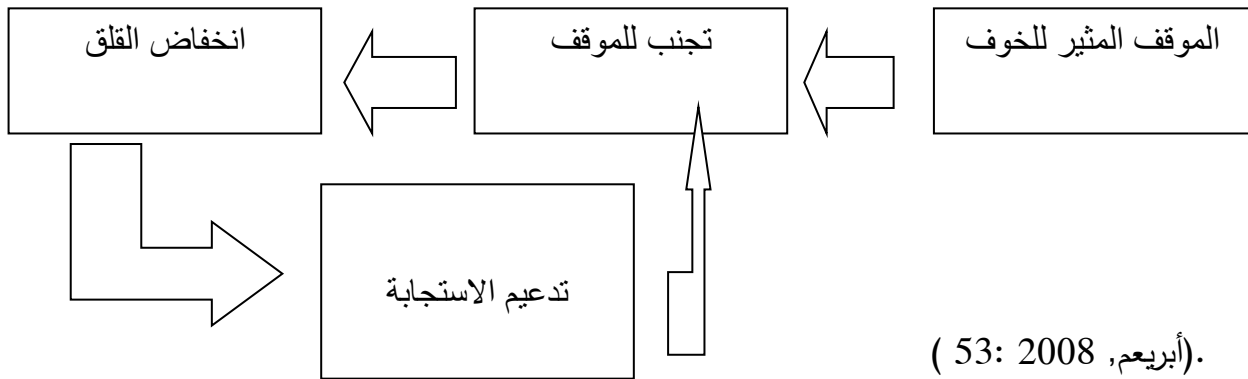 الموقف المثير للخوف
تجنب للموقف
انخفاض القلق
تدعيم الاستجابة
.(أبريعم, 2008 :53 )